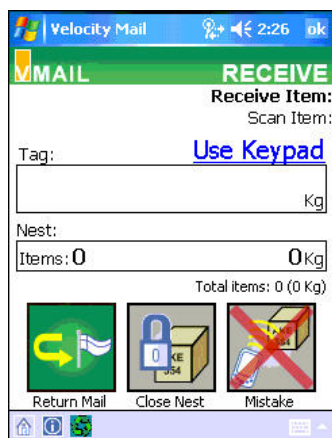 Velocity Mail 2:26 ok
VMAIL RECEIVE
Receive Item:
Scan Item:
Tag: Use Keypad
Kg
Nest:
Items: 0 0 Kg
Total items: 0 (0 Kg)
0
Return Mail Close Nest Mistake